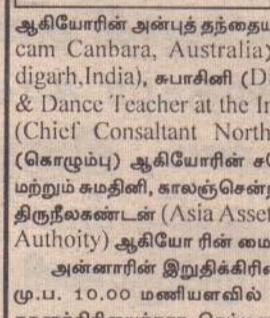 ஆகியோரின் அன்புத் தந்தைய
cam Canbara, Australia)
digarh,India), சுபாசினி (D
& Dance Teacher at the In
(Chief Consaltant North
(கொழும்பு) ஆகியோரின் ச
மற்றும் சுமதினி, காலஞ்சென்ற
திருநீலகண்டன் (Asia Asset
Authoity) ஆகியோ ரின் மை
அன்னாரின் இறுதிக்கிரி
மு.ப. 10.00 மணியளவில்